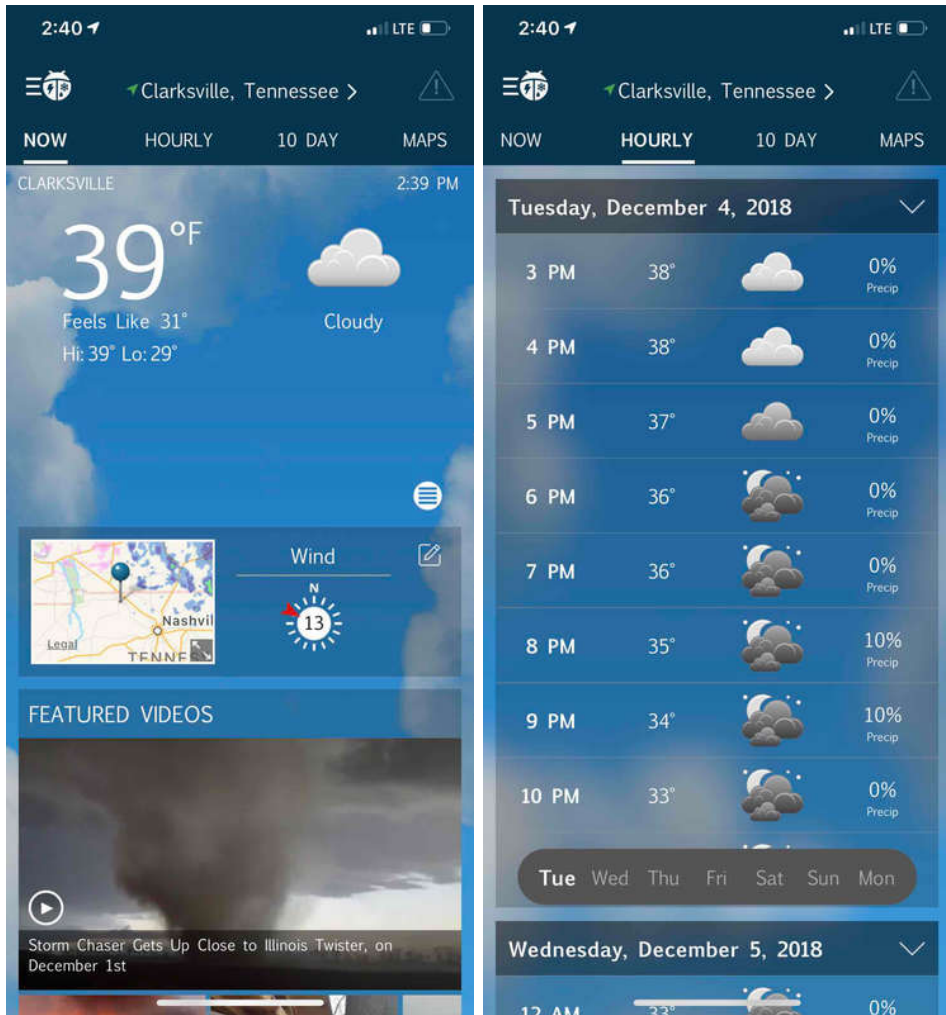 2:40 LTE
Clarksville, Tennessee >
NOW HOURLY 10 DAY MAPS
CLARKSVILLE 2:39 PM
39°F
Feels Like 31° Cloudy
Hi: 39° Lo: 29°
Wind
N
13
Nashvil
Legal
TENNES
FEATURED VIDEOS
Storm Chaser Gets Up Close to Illinois Twister, on
December 1st
2:40 LTE
Clarksville, Tennessee >
NOW HOURLY 10 DAY MAPS
Tuesday, December 4, 2018
3 PM 38° 0%
Precip
4 PM 38° 0%
Precip
5 PM 37° 0%
Precip
6 PM 36° 0%
Precip
7 PM 36° 0%
Precip
8 PM 35° 10%
Precip
9 PM 34° 10%
Precip
10 PM 33° 0%
Precip
Tue Wed Thu Fri Sat Sun Mon
Wednesday, December 5, 2018
12 AM 33° 0%